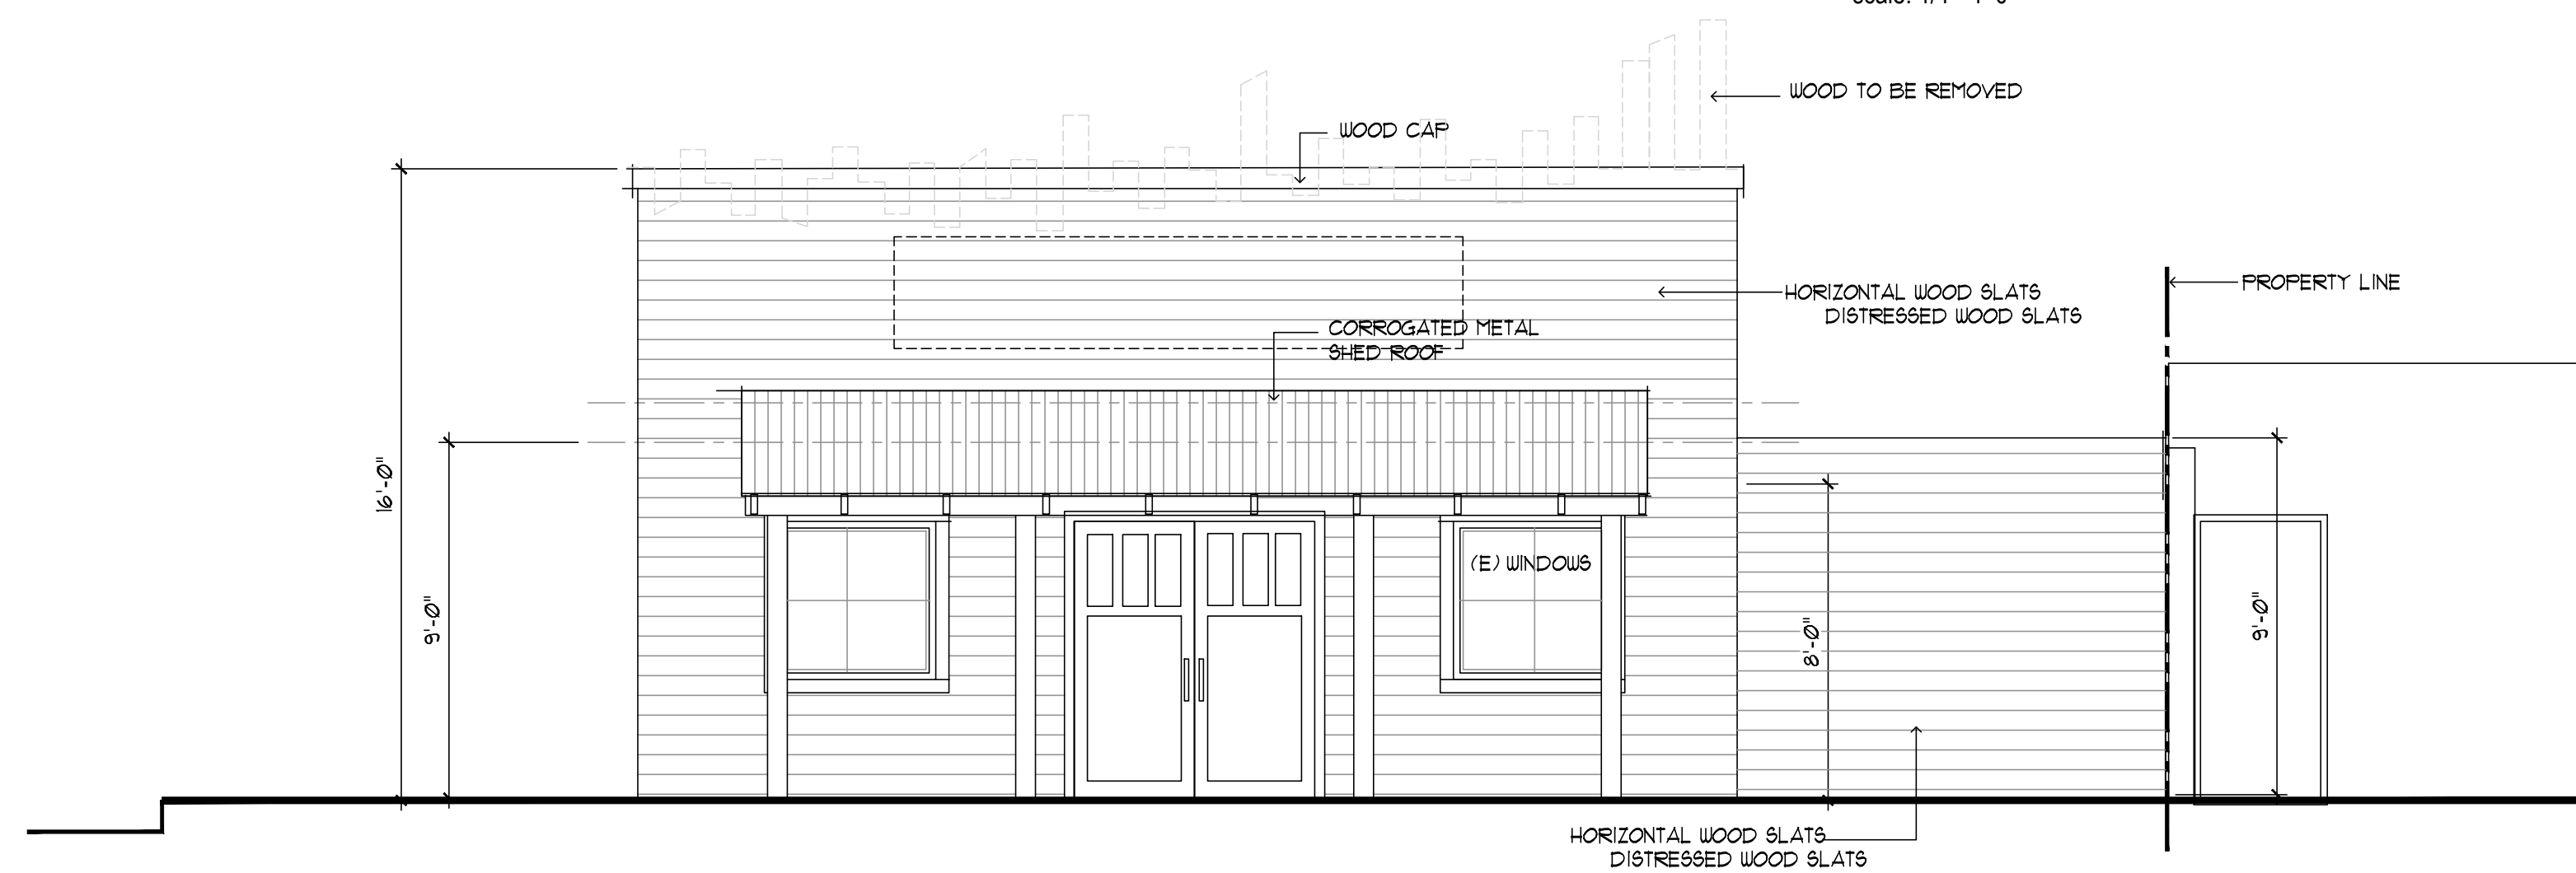 WOOD TO BE REMOVED
WOOD CAP
PROPERTY LINE
HORIZONTAL WOOD SLATS
DISTRESSED WOOD SLATS
CORROGATED METAL
SHED ROOF
16'-0"
9'-0"
(E) WINDOWS
8'-0"
9'-0"
HORIZONTAL WOOD SLATS
DISTRESSED WOOD SLATS